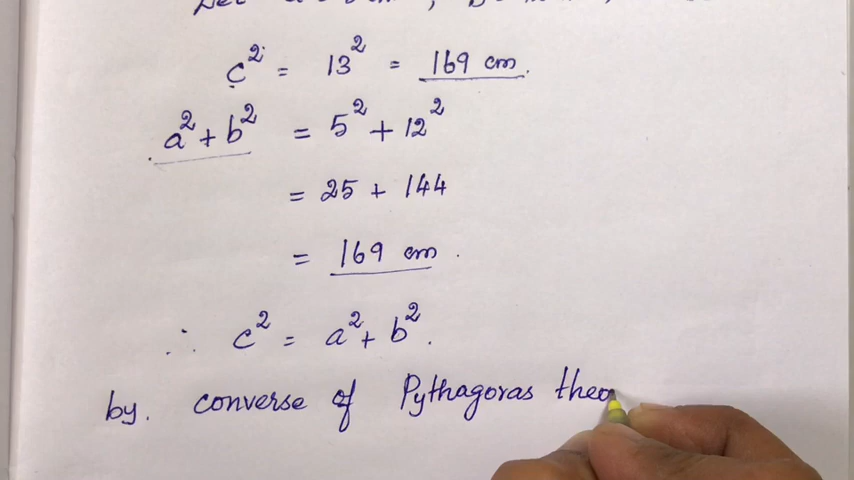 c² = 13² = 169 cm.
a² + b² = 5² + 12²
= 25 + 144
= 169 cm.
∴ c² = a² + b².
by. converse of Pythagoras theo